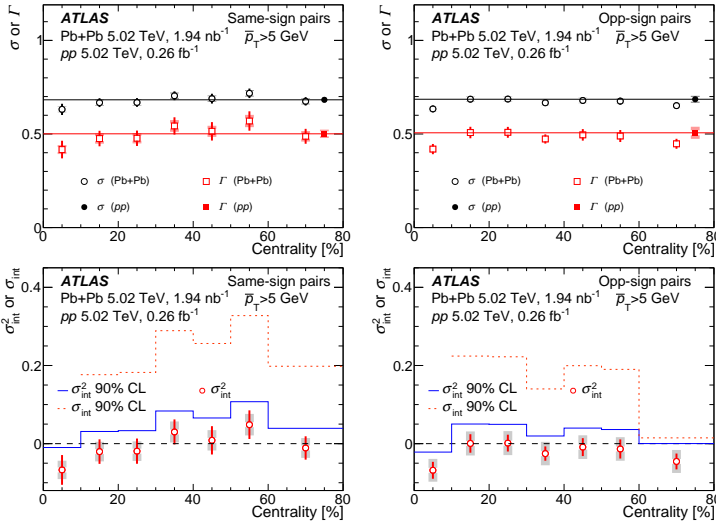 σ or Γ
1
0.5
0
ATLAS Same-sign pairs
Pb+Pb 5.02 TeV, 1.94 nb⁻¹ p̅_T>5 GeV
pp 5.02 TeV, 0.26 fb⁻¹
σ (Pb+Pb) Γ (Pb+Pb)
σ (pp) Γ (pp)
0 20 40 60 80
Centrality [%]
σ or Γ
1
0.5
0
ATLAS Opp-sign pairs
Pb+Pb 5.02 TeV, 1.94 nb⁻¹ p̅_T>5 GeV
pp 5.02 TeV, 0.26 fb⁻¹
σ (Pb+Pb) Γ (Pb+Pb)
σ (pp) Γ (pp)
0 20 40 60 80
Centrality [%]
σ²_int or σ_int
0.4
0.2
0
ATLAS Same-sign pairs
Pb+Pb 5.02 TeV, 1.94 nb⁻¹ p̅_T>5 GeV
pp 5.02 TeV, 0.26 fb⁻¹
σ²_int 90% CL σ²_int
σ_int 90% CL
0 20 40 60 80
Centrality [%]
σ²_int or σ_int
0.4
0.2
0
ATLAS Opp-sign pairs
Pb+Pb 5.02 TeV, 1.94 nb⁻¹ p̅_T>5 GeV
pp 5.02 TeV, 0.26 fb⁻¹
σ²_int 90% CL σ²_int
σ_int 90% CL
0 20 40 60 80
Centrality [%]